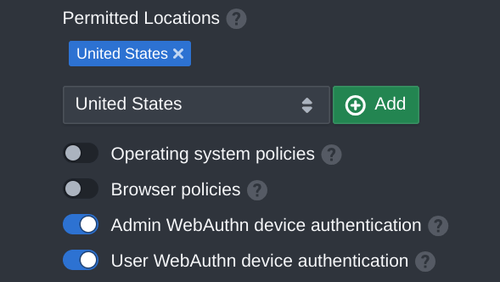 Permitted Locations ?
United States ×
United States Add
Operating system policies ?
Browser policies ?
Admin WebAuthn device authentication ?
User WebAuthn device authentication ?